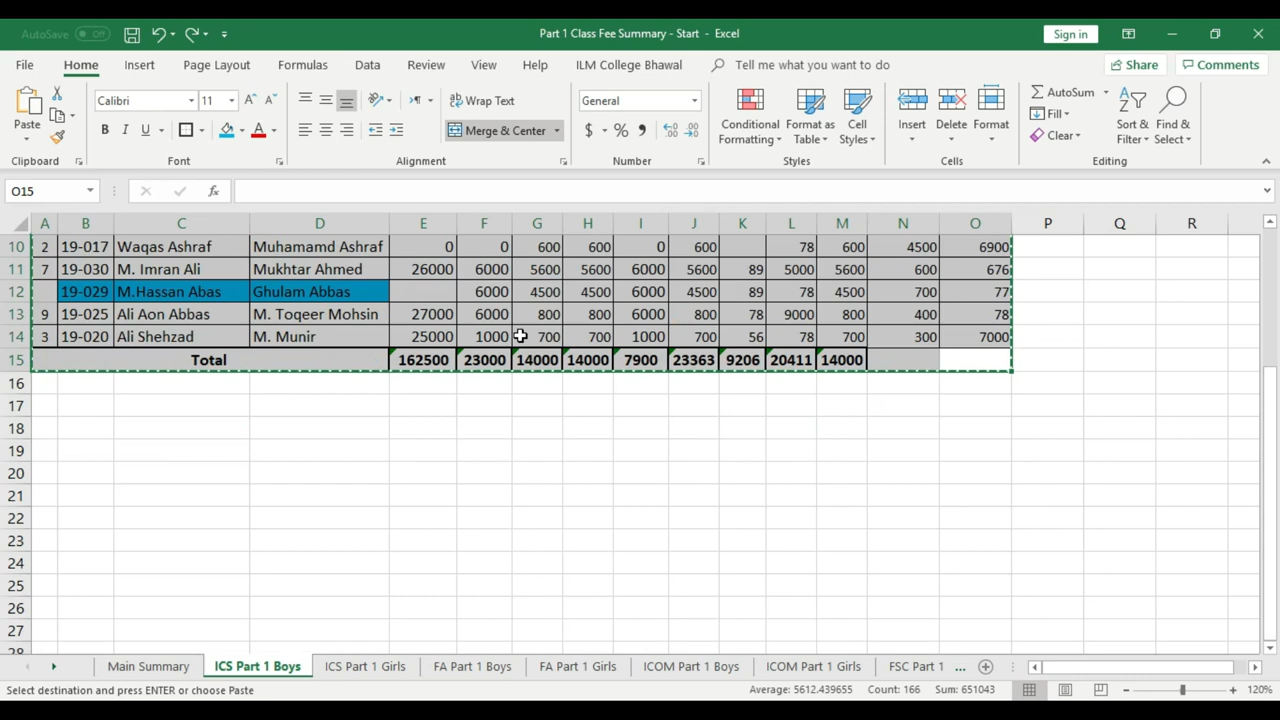 AutoSave Off Part 1 Class Fee Summary - Start - Excel Sign in
File Home Insert Page Layout Formulas Data Review View Help ILM College Bhawal Tell me what you want to do Share Comments
Calibri 11 A A Wrap Text General AutoSum
Paste B I U A Merge & Center $ % Conditional Formatting Format as Table Cell Styles Insert Delete Format Fill Clear Sort & Filter Find & Select
Clipboard Font Alignment Number Styles Cells Editing
O15 fx
A B C D E F G H I J K L M N O P Q R
10 2 19-017 Waqas Ashraf Muhamamd Ashraf 0 0 600 600 0 600 78 600 4500 6900
11 7 19-030 M. Imran Ali Mukhtar Ahmed 26000 6000 5600 5600 6000 5600 89 5000 5600 600 676
12 19-029 M.Hassan Abas Ghulam Abbas 6000 4500 4500 6000 4500 89 78 4500 700 77
13 9 19-025 Ali Aon Abbas M. Toqeer Mohsin 27000 6000 800 800 6000 800 78 9000 800 400 78
14 3 19-020 Ali Shehzad M. Munir 25000 1000 700 700 1000 700 56 78 700 300 7000
15 Total 162500 23000 14000 14000 7900 23363 9206 20411 14000
16
17
18
19
20
21
22
23
24
25
26
27
28
Main Summary ICS Part 1 Boys ICS Part 1 Girls FA Part 1 Boys FA Part 1 Girls ICOM Part 1 Boys ICOM Part 1 Girls FSC Part 1 ...
Select destination and press ENTER or choose Paste Average: 5612.439655 Count: 166 Sum: 651043 120%